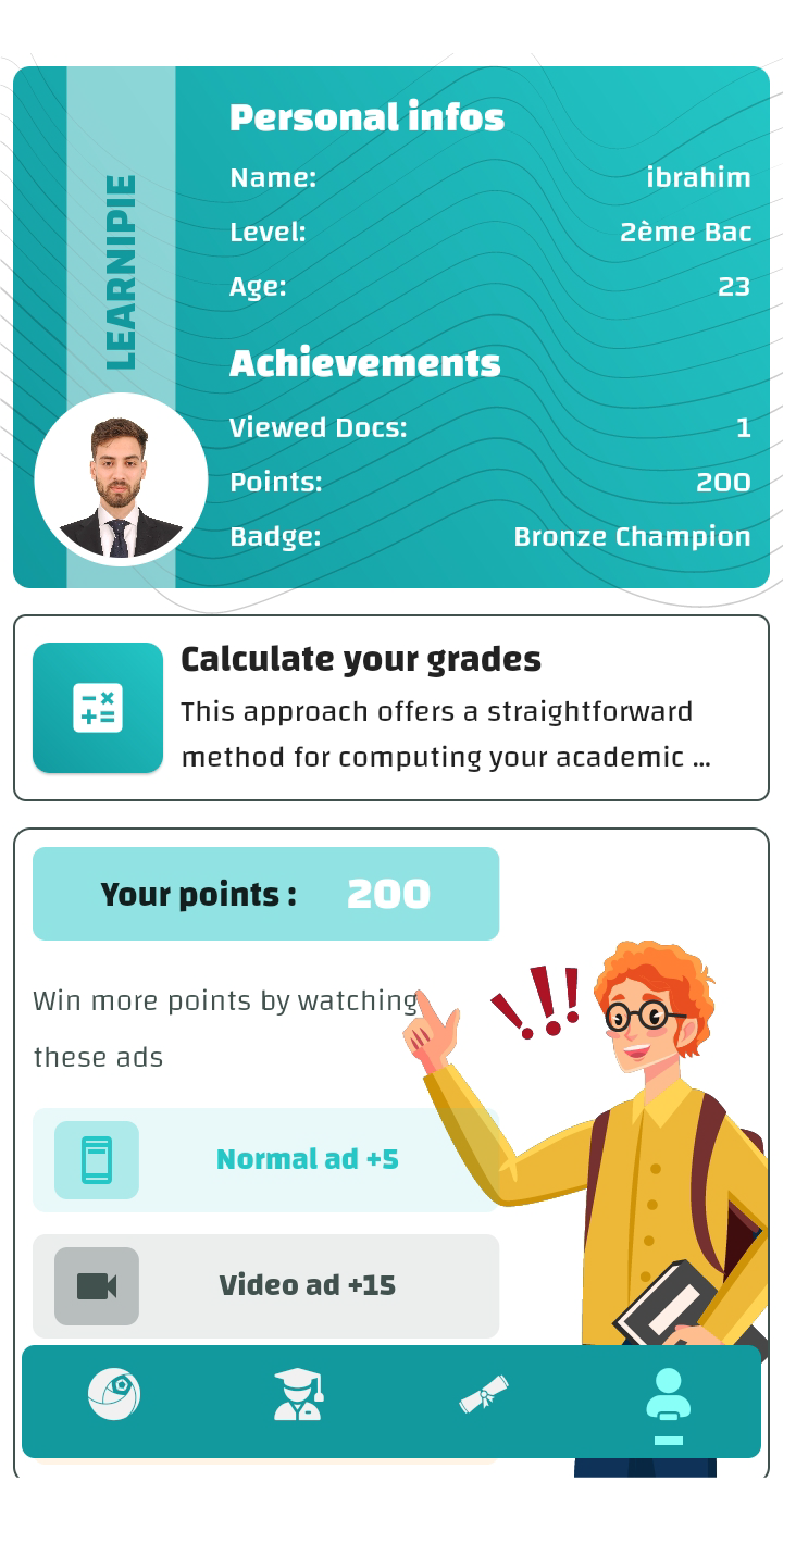 LEARNIPIE
Personal infos
Name: ibrahim
Level: 2ème Bac
Age: 23
Achievements
Viewed Docs: 1
Points: 200
Badge: Bronze Champion
Calculate your grades
This approach offers a straightforward
method for computing your academic ...
Your points : 200
Win more points by watching
these ads
Normal ad +5
Video ad +15